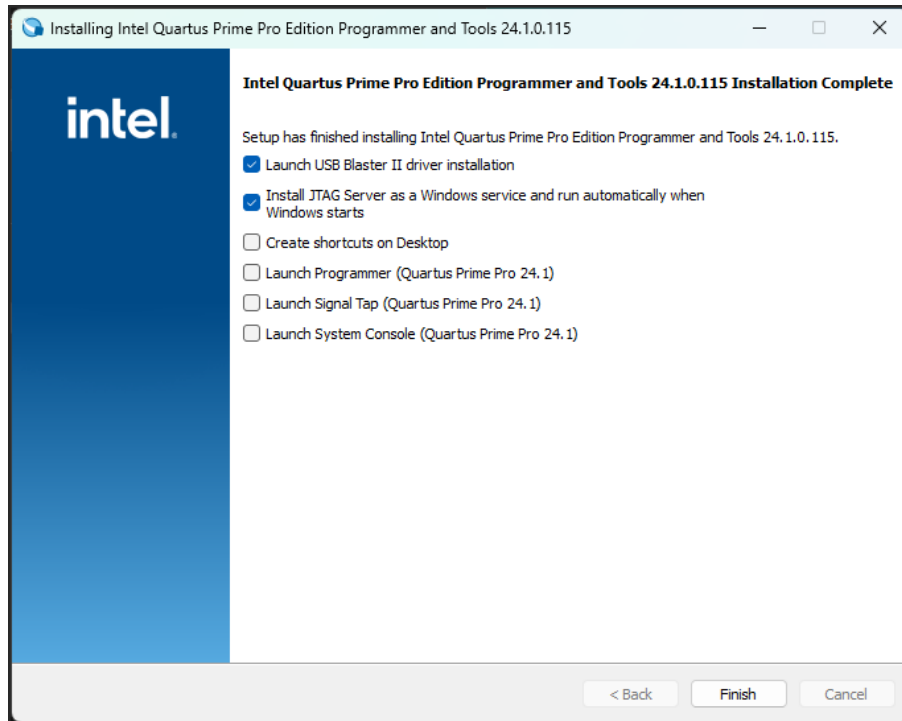 Installing Intel Quartus Prime Pro Edition Programmer and Tools 24.1.0.115
intel.
Intel Quartus Prime Pro Edition Programmer and Tools 24.1.0.115 Installation Complete
Setup has finished installing Intel Quartus Prime Pro Edition Programmer and Tools 24.1.0.115.
Launch USB Blaster II driver installation
Install JTAG Server as a Windows service and run automatically when
Windows starts
Create shortcuts on Desktop
Launch Programmer (Quartus Prime Pro 24.1)
Launch Signal Tap (Quartus Prime Pro 24.1)
Launch System Console (Quartus Prime Pro 24.1)
< Back Finish Cancel